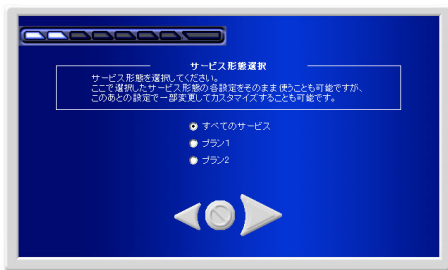 サービス形態選択
サービス形態を選択してください。
ここで選択したサービス形態の各設定をそのまま使うことも可能ですが、
このあとの設定で一部変更してカスタマイズすることも可能です。
すべてのサービス
プラン1
プラン2